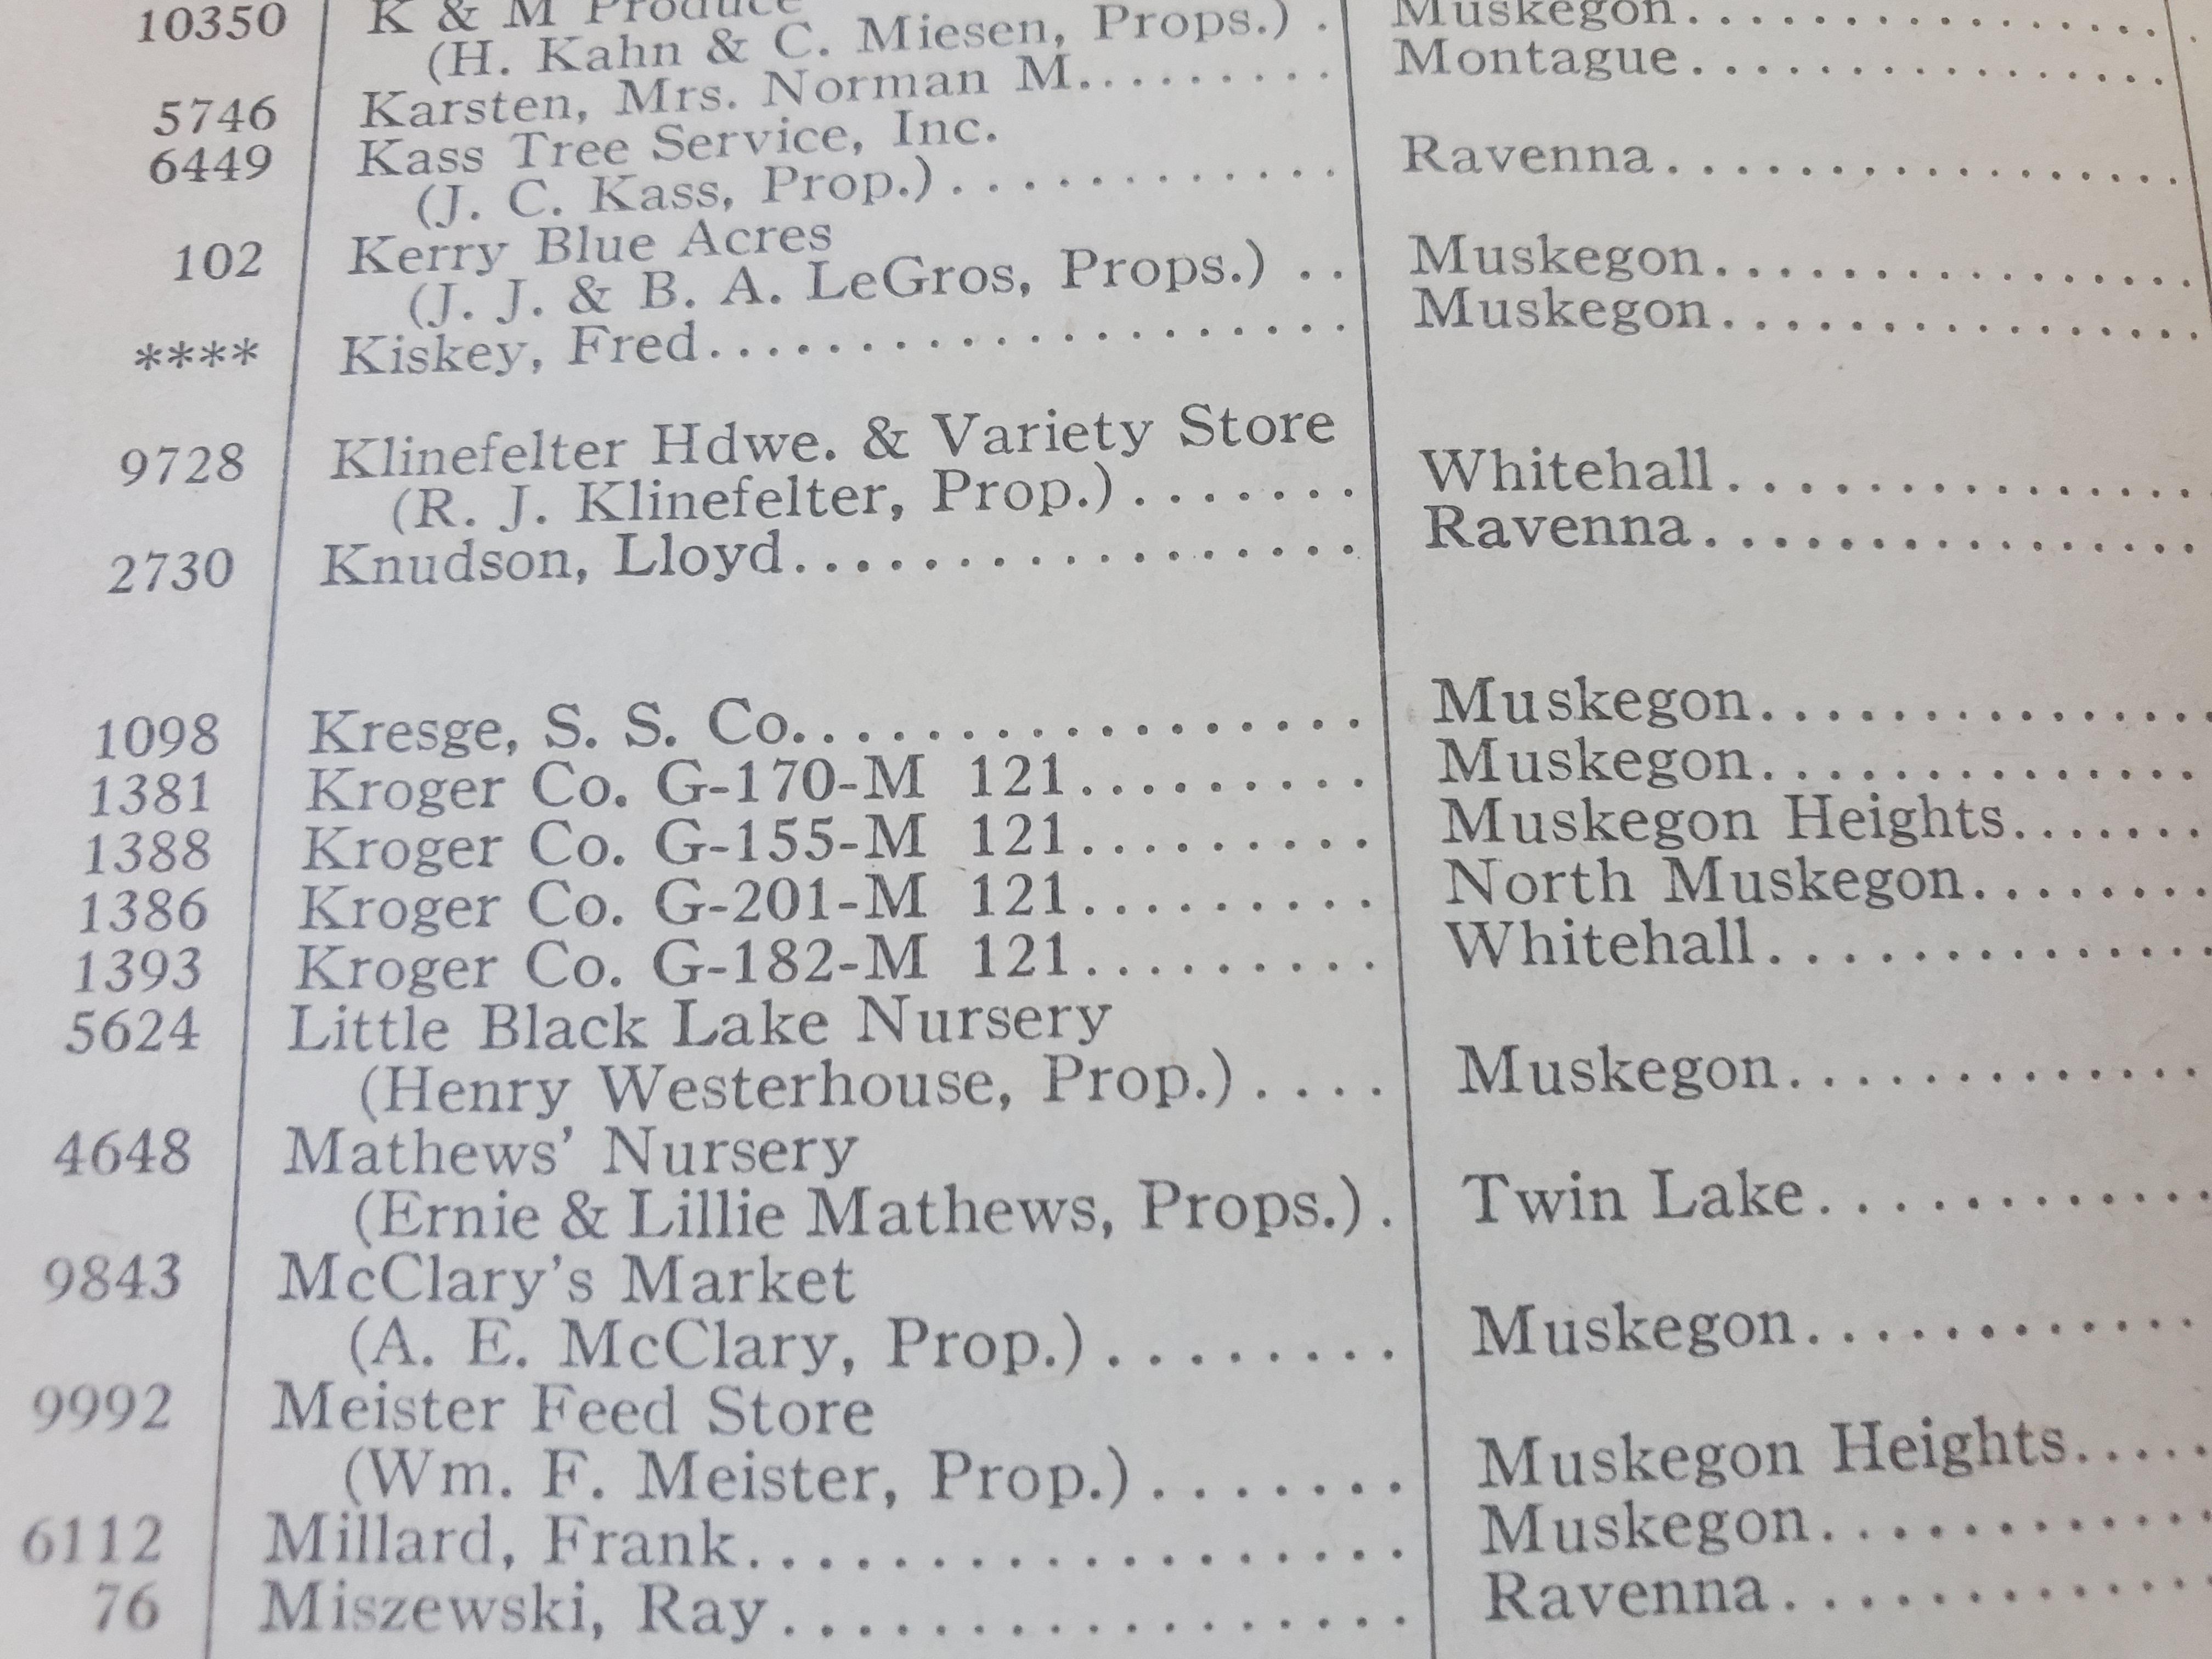 10350 K & M Produce
(H. Kahn & C. Miesen, Props.) . Muskegon....................
5746 Karsten, Mrs. Norman M.......... Montague.................
6449 Kass Tree Service, Inc.
(J. C. Kass, Prop.)............. Ravenna..................
102 Kerry Blue Acres
(J. J. & B. A. LeGros, Props.) .. Muskegon.................
**** Kiskey, Fred..................... Muskegon.................
9728 Klinefelter Hdwe. & Variety Store
(R. J. Klinefelter, Prop.)....... Whitehall................
2730 Knudson, Lloyd.................. Ravenna.................
1098 Kresge, S. S. Co................... Muskegon................
1381 Kroger Co. G-170-M 121.......... Muskegon...............
1388 Kroger Co. G-155-M 121.......... Muskegon Heights.......
1386 Kroger Co. G-201-M 121.......... North Muskegon........
1393 Kroger Co. G-182-M 121.......... Whitehall...............
5624 Little Black Lake Nursery
(Henry Westerhouse, Prop.).... Muskegon..............
4648 Mathews’ Nursery
(Ernie & Lillie Mathews, Props.). Twin Lake.............
9843 McClary’s Market
(A. E. McClary, Prop.)......... Muskegon.............
9992 Meister Feed Store
(Wm. F. Meister, Prop.)....... Muskegon Heights.....
6112 Millard, Frank................... Muskegon.............
76 Miszewski, Ray................. Ravenna..............